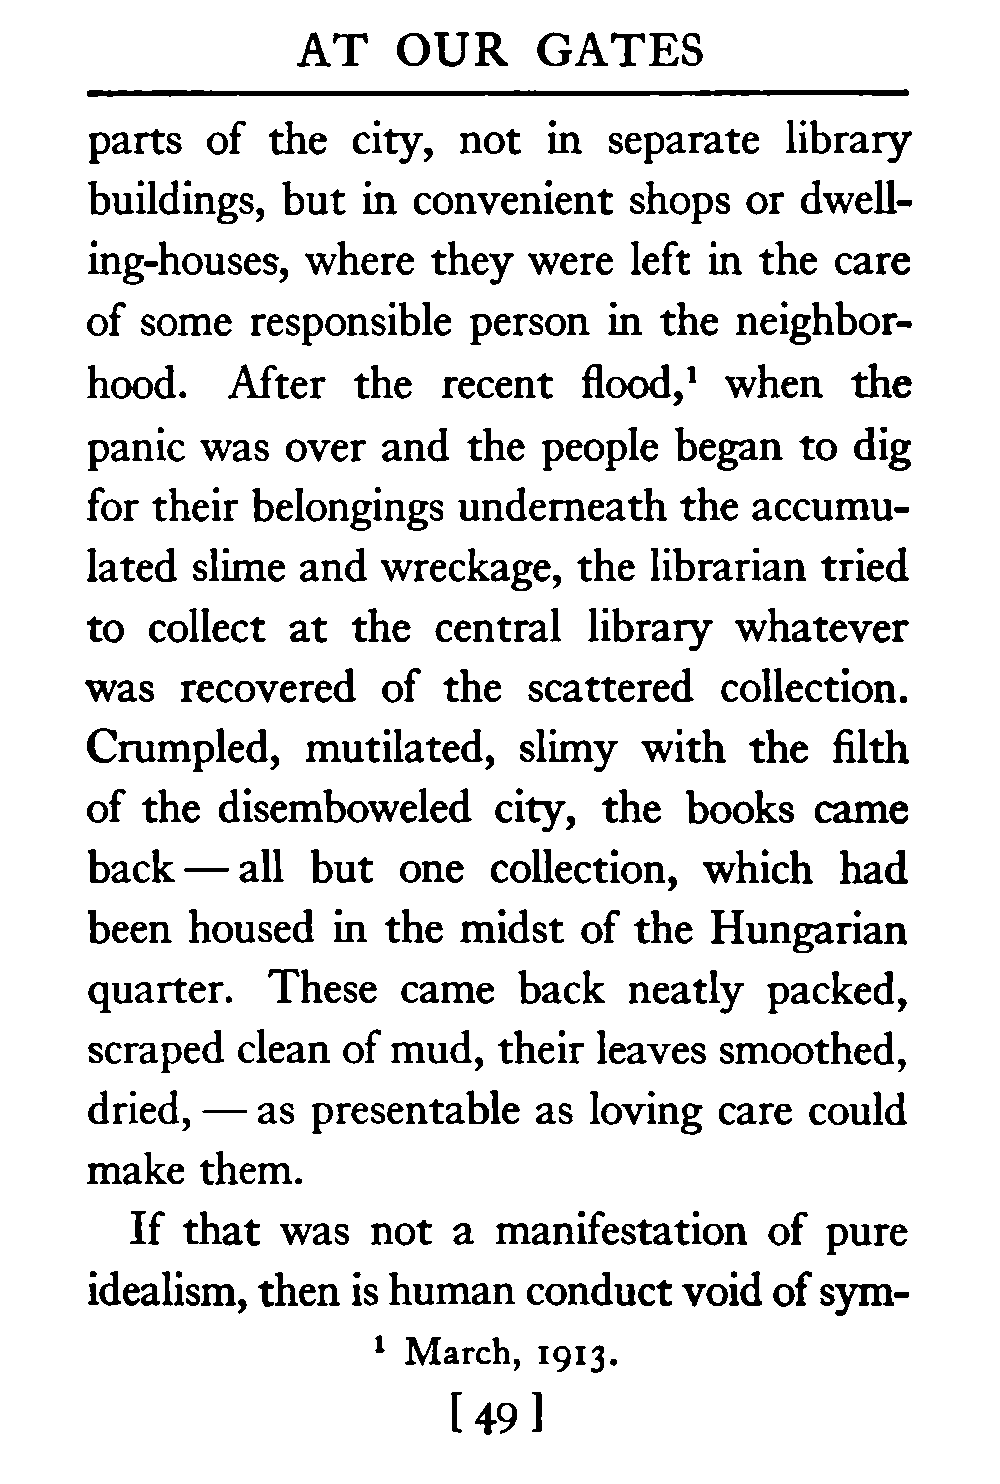 AT OUR GATES
parts of the city, not in separate library
buildings, but in convenient shops or dwell-
ing-houses, where they were left in the care
of some responsible person in the neighbor-
hood. After the recent flood,¹ when the
panic was over and the people began to dig
for their belongings underneath the accumu-
lated slime and wreckage, the librarian tried
to collect at the central library whatever
was recovered of the scattered collection.
Crumpled, mutilated, slimy with the filth
of the disemboweled city, the books came
back — all but one collection, which had
been housed in the midst of the Hungarian
quarter. These came back neatly packed,
scraped clean of mud, their leaves smoothed,
dried, — as presentable as loving care could
make them.
If that was not a manifestation of pure
idealism, then is human conduct void of sym-
¹ March, 1913.
[ 49 ]